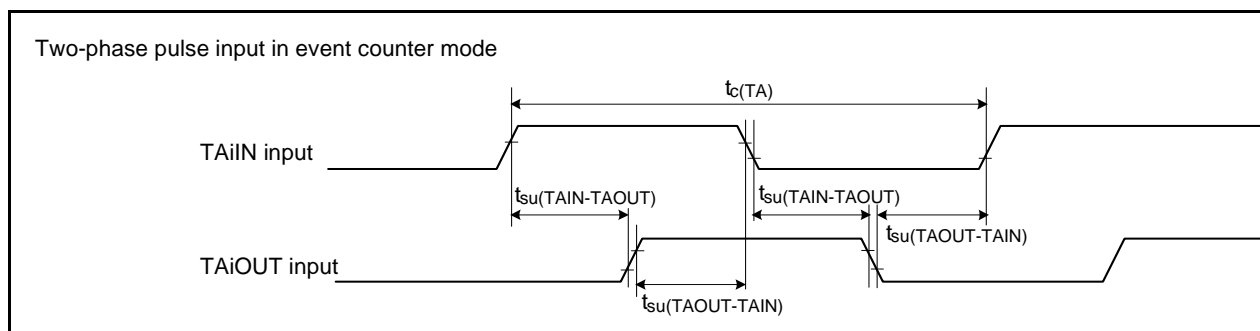 Two-phase pulse input in event counter mode
tc(TA)
TAiIN input
tsu(TAIN-TAOUT)
tsu(TAIN-TAOUT)
tsu(TAOUT-TAIN)
TAiOUT input
tsu(TAOUT-TAIN)